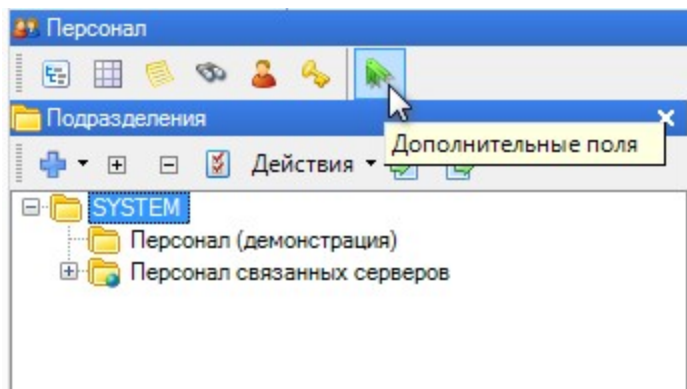 Персонал
Подразделения
Дополнительные поля
Действия
SYSTEM
Персонал (демонстрация)
Персонал связанных серверов